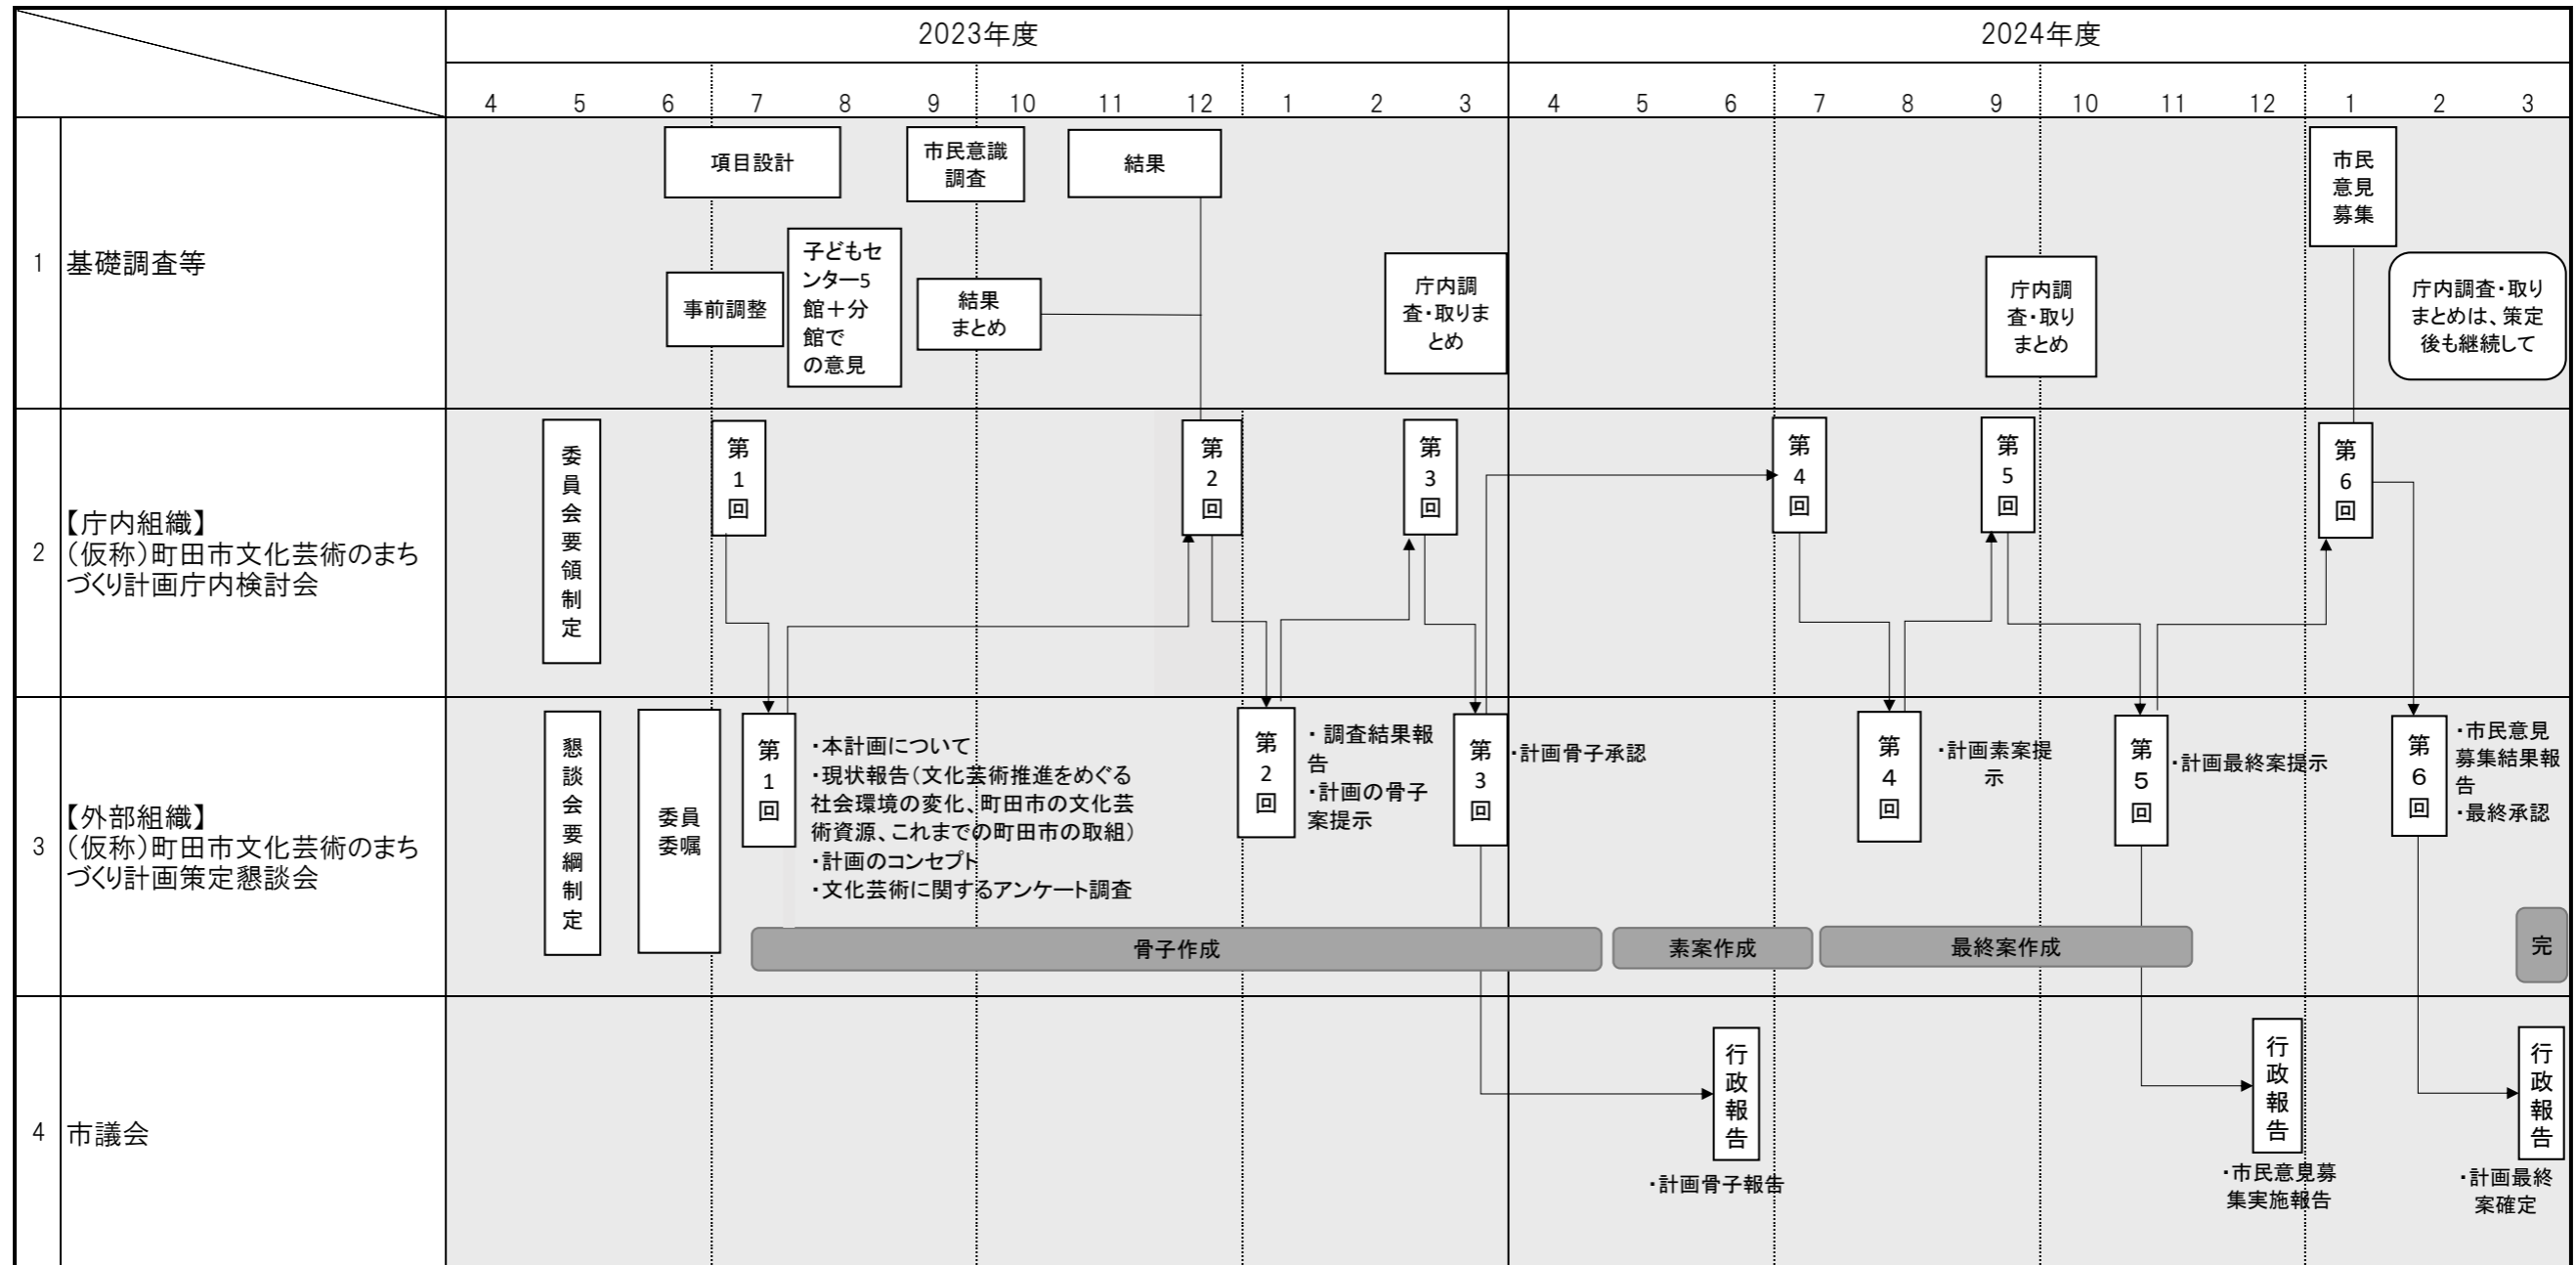 2023年度
2024年度
4 5 6 7 8 9 10 11 12 1 2 3 4 5 6 7 8 9 10 11 12 1 2 3
1
基礎調査等
項目設計
市民意識
調査
結果
事前調整
子どもセ
ンター5
館＋分
館で
の意見
結果
まとめ
庁内調
査・取りま
とめ
庁内調
査・取り
まとめ
市民
意見
募集
庁内調査・取り
まとめは、策定
後も継続して
2
【庁内組織】
（仮称）町田市文化芸術のまち
づくり計画庁内検討会
委員会要領制定
第1回
第2回
第3回
第4回
第5回
第6回
3
【外部組織】
（仮称）町田市文化芸術のまち
づくり計画策定懇談会
懇談会要綱制定
委員
委嘱
第1回
・本計画について
・現状報告（文化芸術推進をめぐる
社会環境の変化、町田市の文化芸
術資源、これまでの町田市の取組）
・計画のコンセプト
・文化芸術に関するアンケート調査
第2回
・調査結果報
告
・計画の骨子
案提示
第3回
・計画骨子承認
第4回
・計画素案提
示
第5回
・計画最終案提示
第6回
・市民意見
募集結果報
告
・最終承認
骨子作成
素案作成
最終案作成
完
4
市議会
行政報告
・計画骨子報告
行政報告
・市民意見募
集実施報告
行政報告
・計画最終
案確定